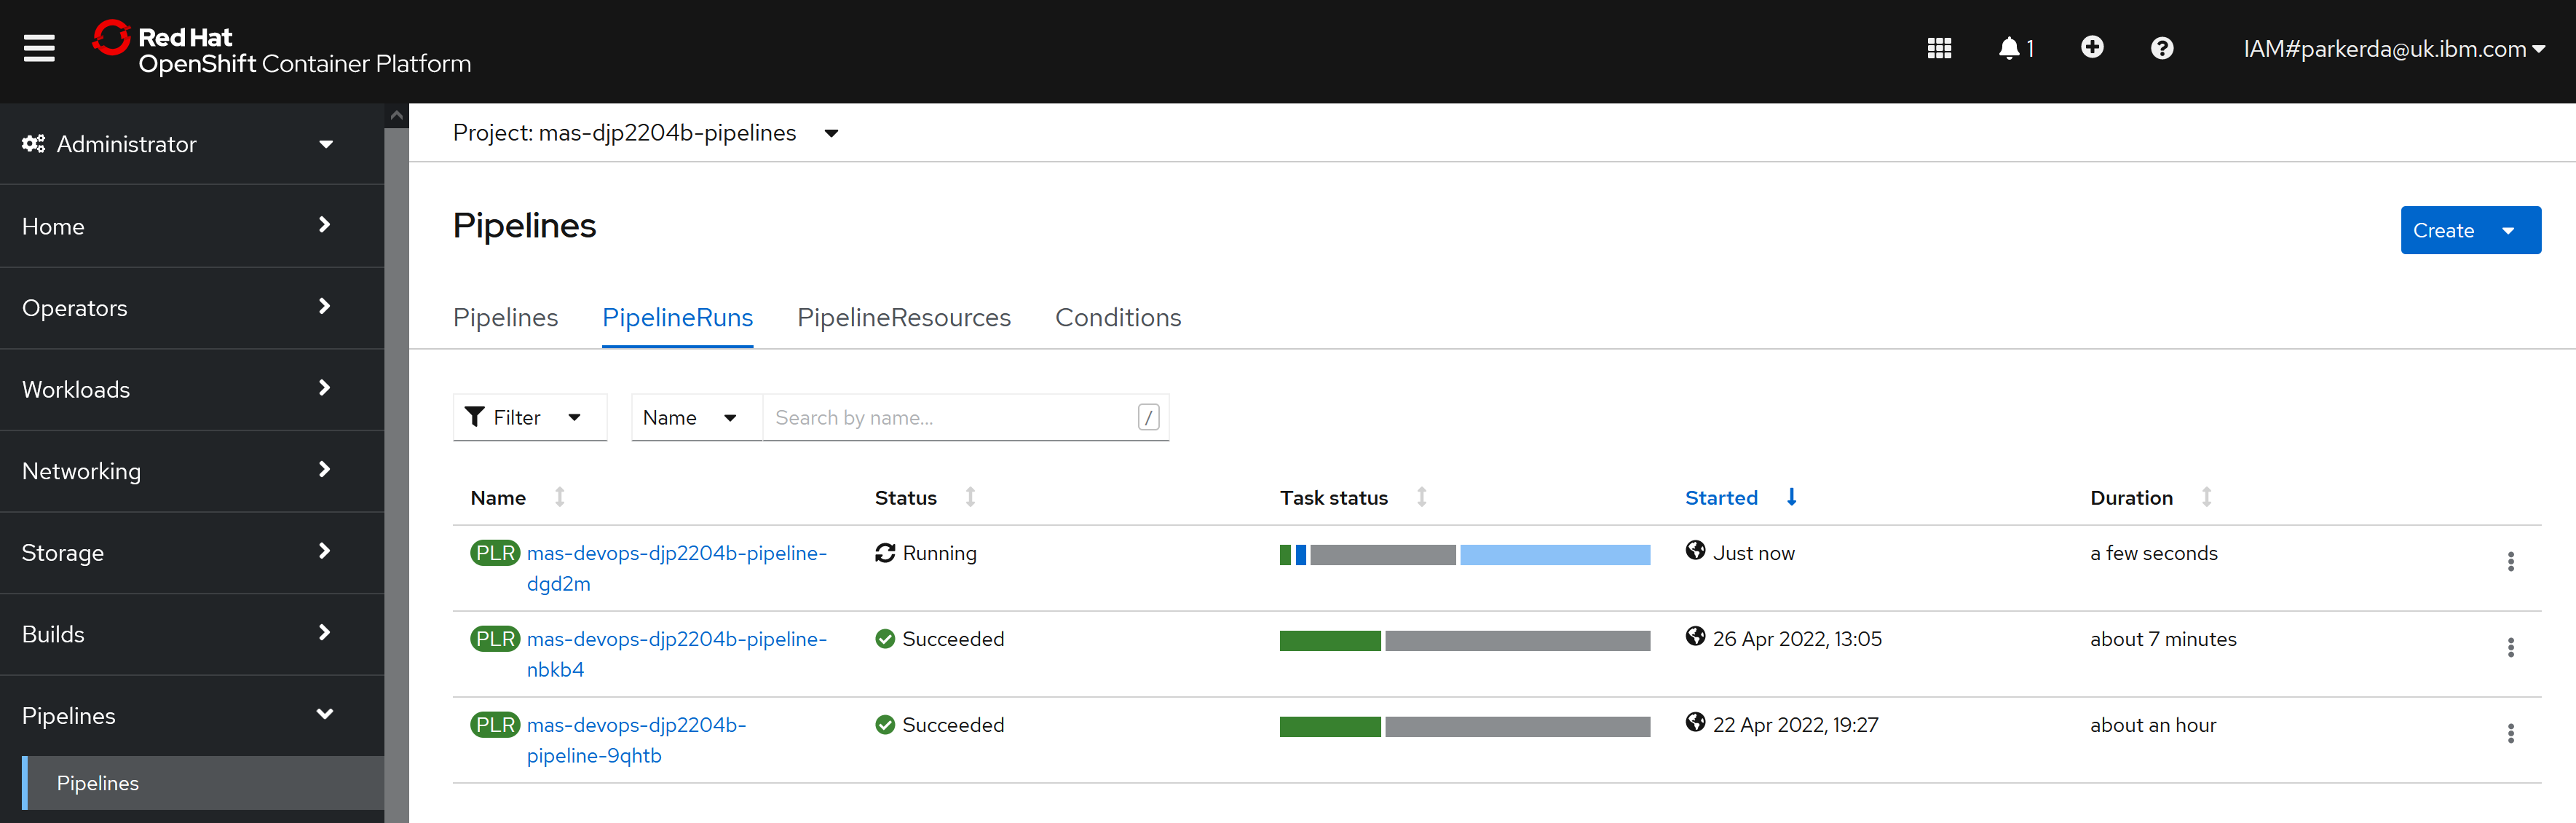 Red Hat
OpenShift Container Platform
1
IAM#parkerda@uk.ibm.com
Administrator
Home
Operators
Workloads
Networking
Storage
Builds
Pipelines
Pipelines
Project: mas-djp2204b-pipelines
Pipelines
Create
Pipelines PipelineRuns PipelineResources Conditions
Filter Name Search by name... /
Name Status Task status Started Duration
PLR mas-devops-djp2204b-pipeline- Running Just now a few seconds
dgd2m
PLR mas-devops-djp2204b-pipeline- Succeeded 26 Apr 2022, 13:05 about 7 minutes
nbkb4
PLR mas-devops-djp2204b- Succeeded 22 Apr 2022, 19:27 about an hour
pipeline-9qhtb